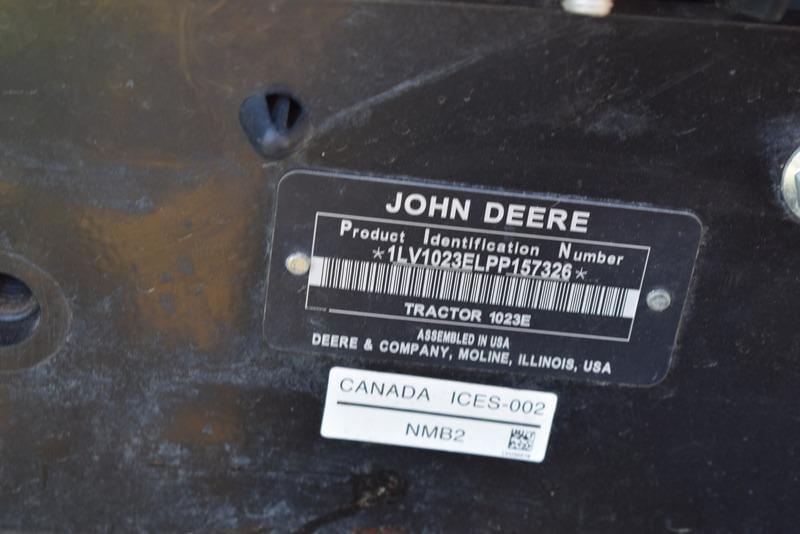 JOHN DEERE
Product Identification Number
*1LV1023ELPP157326*
TRACTOR 1023E
ASSEMBLED IN USA
DEERE & COMPANY, MOLINE, ILLINOIS, USA
CANADA ICES-002
NMB2